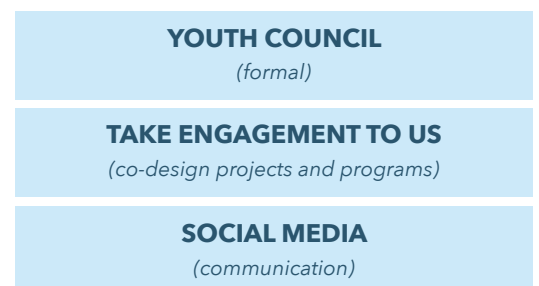 YOUTH COUNCIL
(formal)
TAKE ENGAGEMENT TO US
(co-design projects and programs)
SOCIAL MEDIA
(communication)